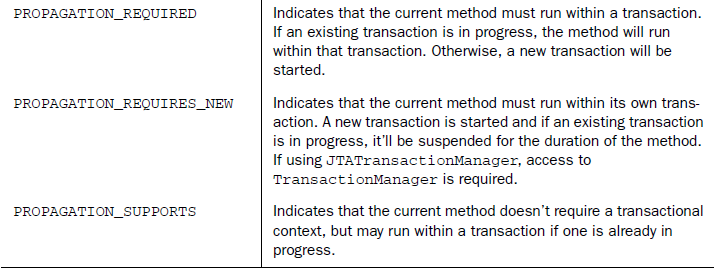 PROPAGATION_REQUIRED Indicates that the current method must run within a transaction.
If an existing transaction is in progress, the method will run
within that transaction. Otherwise, a new transaction will be
started.
PROPAGATION_REQUIRES_NEW Indicates that the current method must run within its own trans-
action. A new transaction is started and if an existing transaction
is in progress, it'll be suspended for the duration of the method.
If using JTATransactionManager, access to
TransactionManager is required.
PROPAGATION_SUPPORTS Indicates that the current method doesn't require a transactional
context, but may run within a transaction if one is already in
progress.